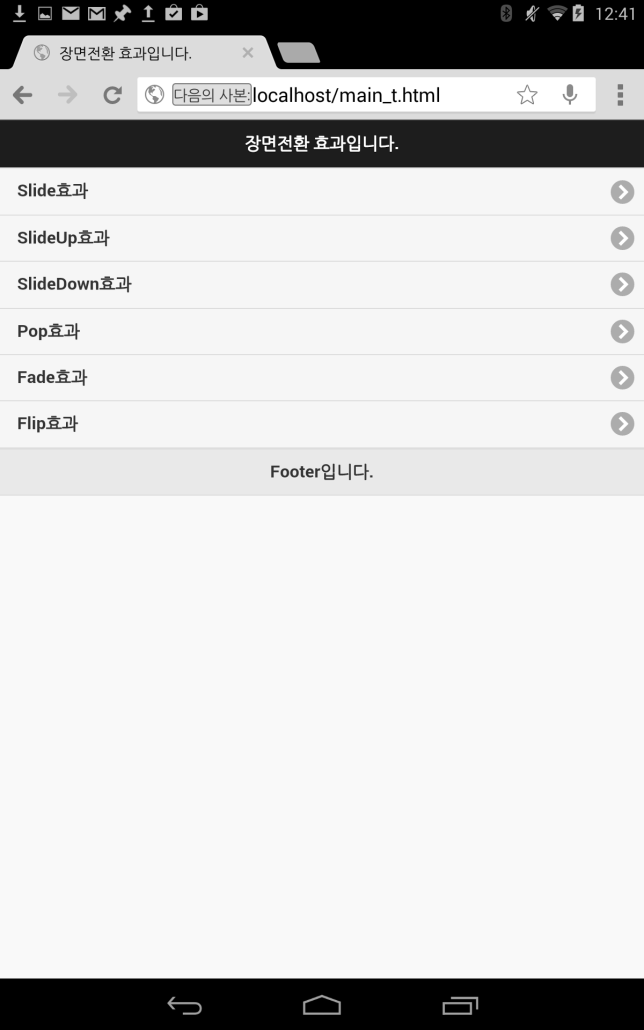 12:41
장면전환 효과입니다.
다음의 사본:localhost/main_t.html
장면전환 효과입니다.
Slide효과
SlideUp효과
SlideDown효과
Pop효과
Fade효과
Flip효과
Footer입니다.